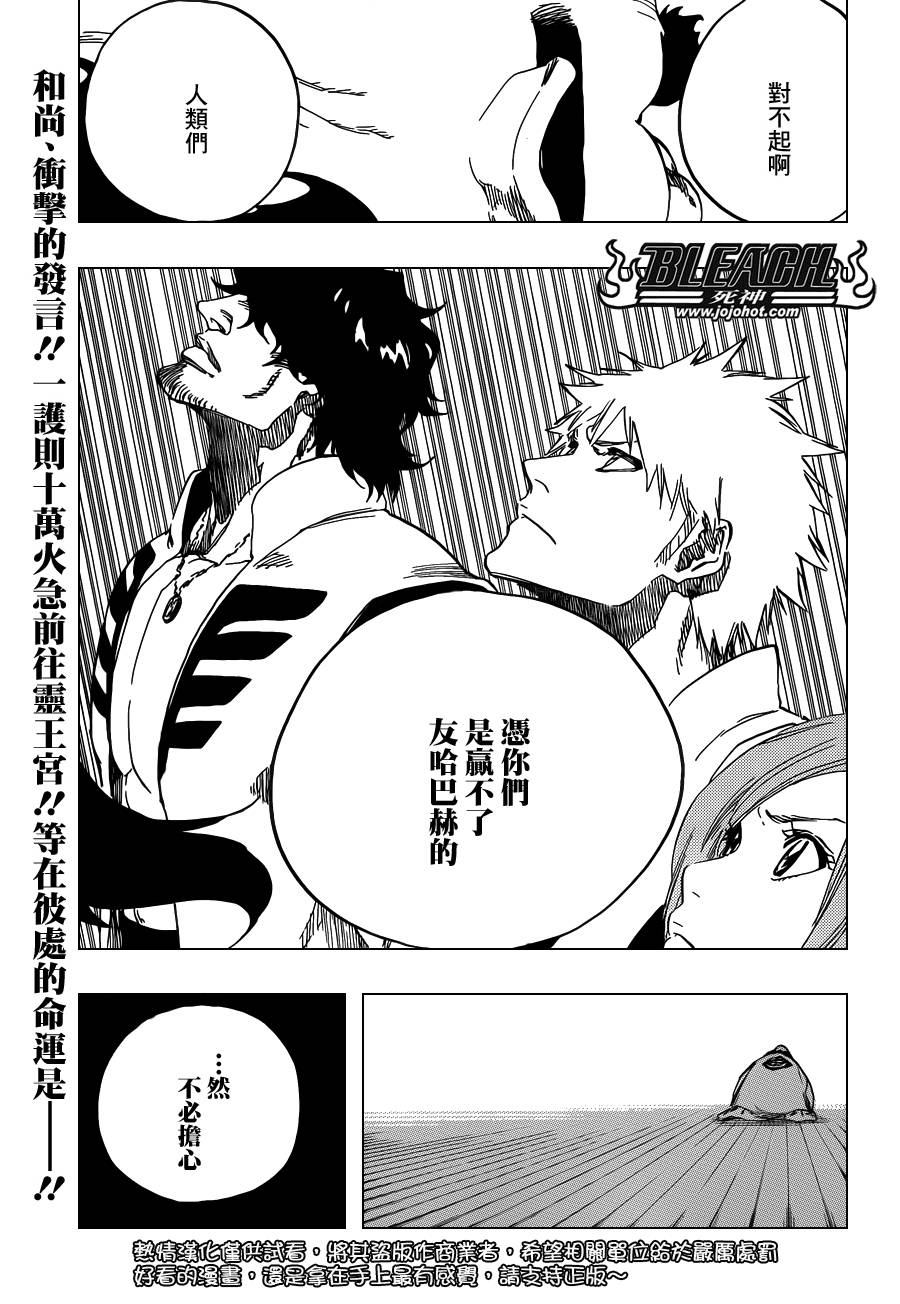 對不起啊
人類們
BLEACH
死神
www.jojohot.com
憑你們
是贏不了
友哈巴赫的
…然
不必擔心
和尚、衝擊的發言!!一護則十萬火急前往靈王宮!!等在彼處的命運是——!!
熱情漢化僅供試看，將其盜版作商業者，希望相關單位給於嚴厲處罰
好看的漫畫，還是拿在手上最有感覺，請支持正版～